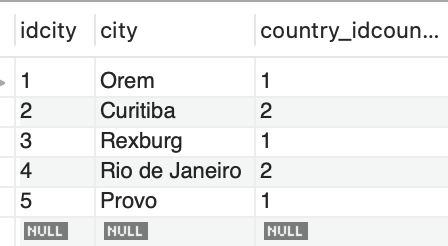 idcity city country_idcoun...
1 Orem 1
2 Curitiba 2
3 Rexburg 1
4 Rio de Janeiro 2
5 Provo 1
NULL NULL NULL